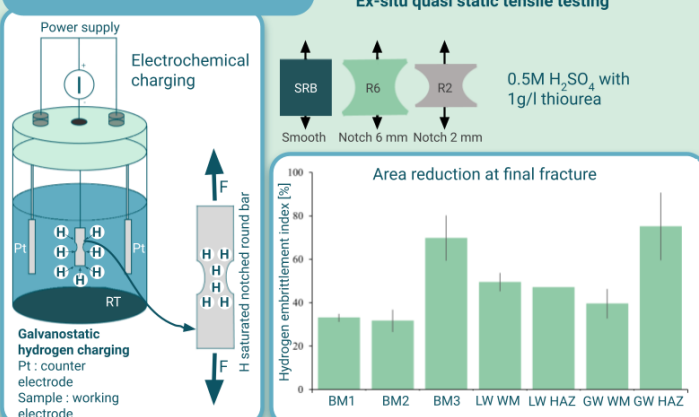 Ex-situ quasi static tensile testing
Power supply
+
-
I
Electrochemical
charging
Pt
Pt
H H
H H
H H
H
RT
F
H H
H
H
H H
F
H saturated notched round bar
Galvanostatic
hydrogen charging
Pt : counter
electrode
Sample : working
electrode
SRB
R6
R2
Smooth
Notch 6 mm
Notch 2 mm
0.5M H₂SO₄ with
1g/l thiourea
Area reduction at final fracture
Hydrogen embrittlement index [%]
100
80
60
40
20
0
BM1 BM2 BM3 LW WM LW HAZ GW WM GW HAZ